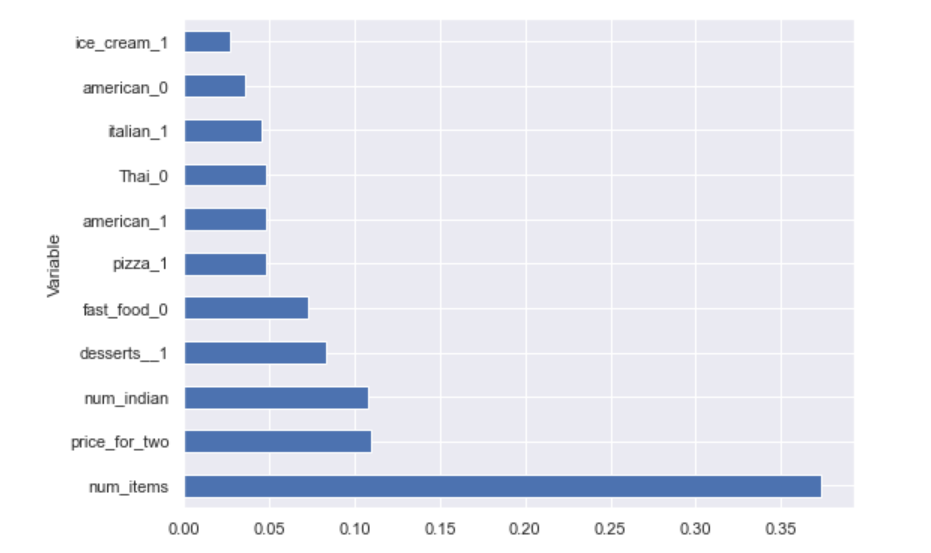 ice_cream_1
american_0
italian_1
Thai_0
american_1
pizza_1
fast_food_0
desserts__1
num_indian
price_for_two
num_items
Variable
0.00 0.05 0.10 0.15 0.20 0.25 0.30 0.35